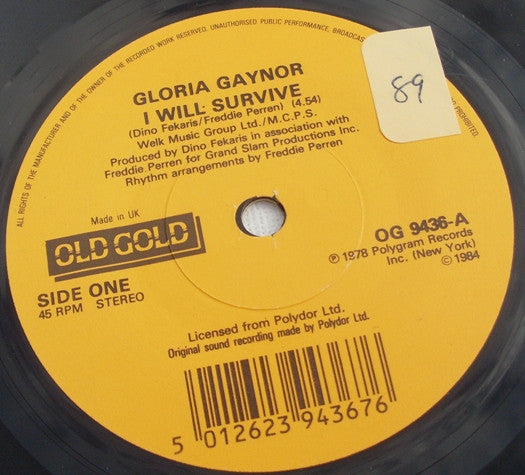 ALL RIGHTS OF THE MANUFACTURER AND OF THE OWNER OF THE RECORDED WORK RESERVED. UNAUTHORISED PUBLIC PERFORMANCE, BROADCAST
PROHIBITED.
89
GLORIA GAYNOR
I WILL SURVIVE
(Dino Fekaris/Freddie Perren) (4.54)
Welk Music Group Ltd./M.C.P.S.
Produced by Dino Fekaris in association with
Freddie Perren for Grand Slam Productions Inc.
Rhythm arrangements by Freddie Perren
Made in UK
OLD GOLD
SIDE ONE
45 RPM STEREO
OG 9436-A
℗ 1978 Polygram Records
Inc. (New York)
© 1984
Licensed from Polydor Ltd.
Original sound recording made by Polydor Ltd.
5 012623 943676